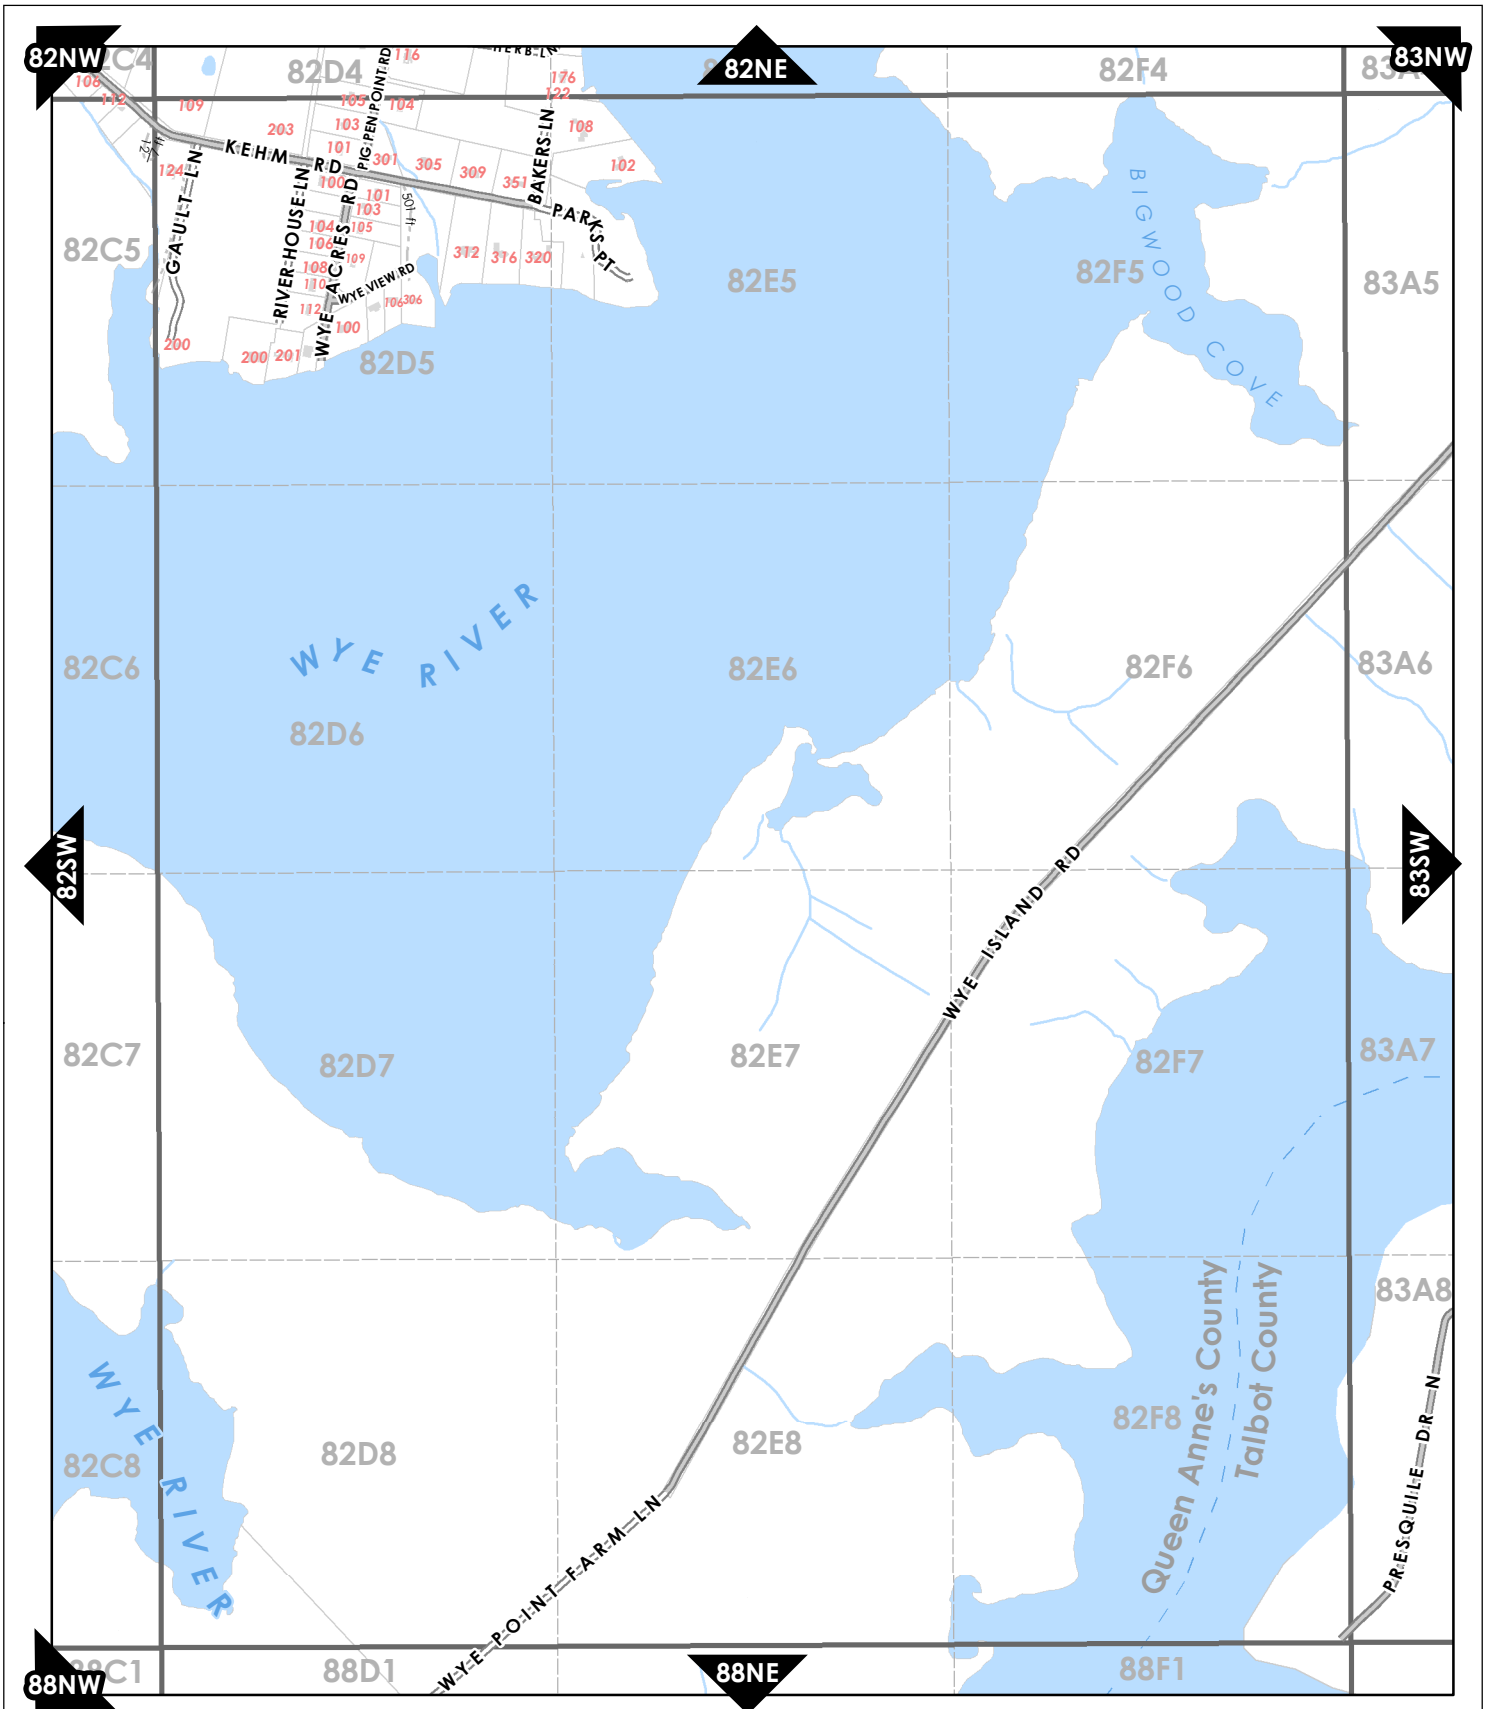 82NW
82NE
83NW
82D4
82F4
HERB LN
116
176
122
108
112
109
105
104
203
103
101
PIG PEN POINT RD
BAKERS LN
108
102
KEHM RD
301
305
309
351
124
GAULT LN
RIVER HOUSE LN
100
101
103
104
105
106
WYE ACRES RD
501 ft
PARKS PT
82C5
109
108
110
112
WYE VIEW RD
106
306
312
316
320
100
200
200
201
82D5
82E5
82F5
83A5
BIGWOOD COVE
WYE RIVER
82C6
82D6
82E6
82F6
83A6
82SW
83SW
WYE ISLAND RD
82C7
82D7
82E7
82F7
83A7
83A8
Queen Anne's County
Talbot County
WYE RIVER
82C8
82D8
82E8
82F8
PRESQUILE DR N
WYE POINT FARM LN
88NW
88D1
88NE
88F1